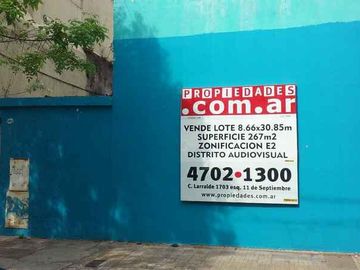 PROPIEDADES
.com.ar
VENDE LOTE 8.66x30.85m
SUPERFICIE 267m2
ZONIFICACION E2
DISTRITO AUDIOVISUAL
4702•1300
C. Larralde 1703 esq. 11 de Septiembre
www.propiedades.com.ar